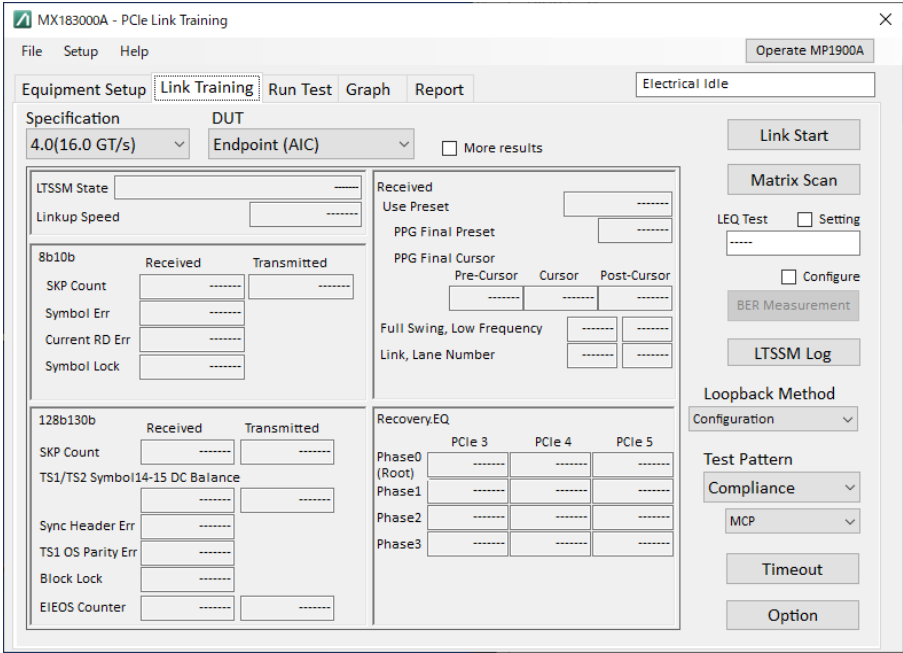 MX183000A - PCIe Link Training
File Setup Help
Operate MP1900A
Equipment Setup Link Training Run Test Graph Report
Electrical Idle
Specification DUT
4.0(16.0 GT/s) Endpoint (AIC) More results
LTSSM State ------
Linkup Speed -------
8b10b
Received Transmitted
SKP Count ------- -------
Symbol Err -------
Current RD Err -------
Symbol Lock -------
128b130b
Received Transmitted
SKP Count ------- -------
TS1/TS2 Symbol14-15 DC Balance
------- -------
Sync Header Err -------
TS1 OS Parity Err -------
Block Lock -------
EIEOS Counter ------- -------
Received
Use Preset -------
PPG Final Preset -------
PPG Final Cursor
Pre-Cursor Cursor Post-Cursor
------- ------- -------
Full Swing, Low Frequency ------- -------
Link, Lane Number ------- -------
Recovery.EQ
PCIe 3 PCIe 4 PCIe 5
Phase0 ------- ------- -------
(Root)
Phase1 ------- ------- -------
Phase2 ------- ------- -------
Phase3 ------- ------- -------
Link Start
Matrix Scan
LEQ Test Setting
-----
Configure
BER Measurement
LTSSM Log
Loopback Method
Configuration
Test Pattern
Compliance
MCP
Timeout
Option